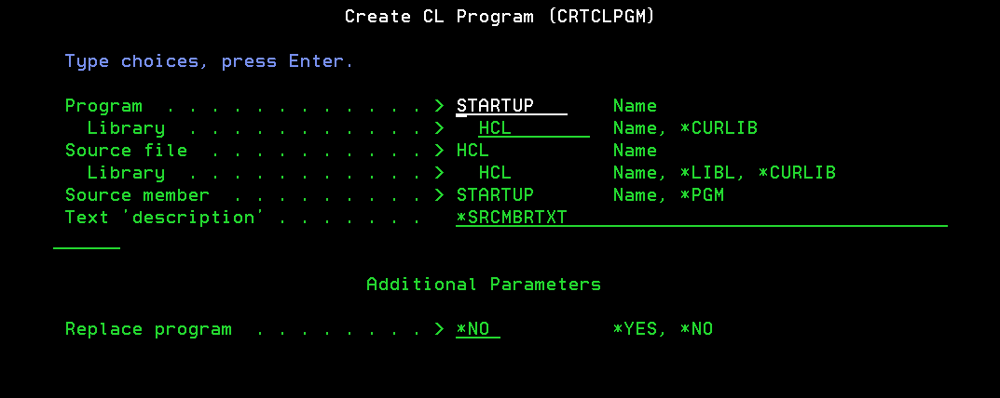 Create CL Program (CRTCLPGM)
Type choices, press Enter.
Program . . . . . . . . . . . . > STARTUP Name
Library . . . . . . . . . . . > HCL Name, *CURLIB
Source file . . . . . . . . . . > HCL Name
Library . . . . . . . . . . . > HCL Name, *LIBL, *CURLIB
Source member . . . . . . . . . > STARTUP Name, *PGM
Text 'description' . . . . . . . *SRCMBRTXT
Additional Parameters
Replace program . . . . . . . . > *NO *YES, *NO